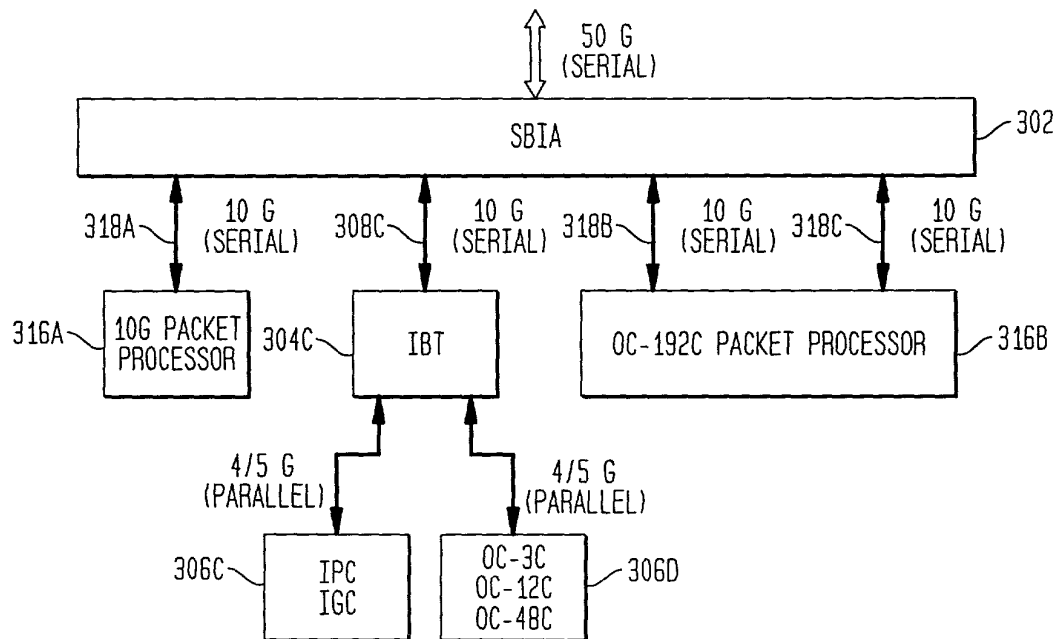 50 G
(SERIAL)
SBIA
302
318A
10 G
(SERIAL)
308C
10 G
(SERIAL)
318B
10 G
(SERIAL)
318C
10 G
(SERIAL)
316A
10G PACKET
PROCESSOR
304C
IBT
OC-192C PACKET PROCESSOR
316B
4/5 G
(PARALLEL)
4/5 G
(PARALLEL)
306C
IPC
IGC
OC-3C
OC-12C
OC-48C
306D